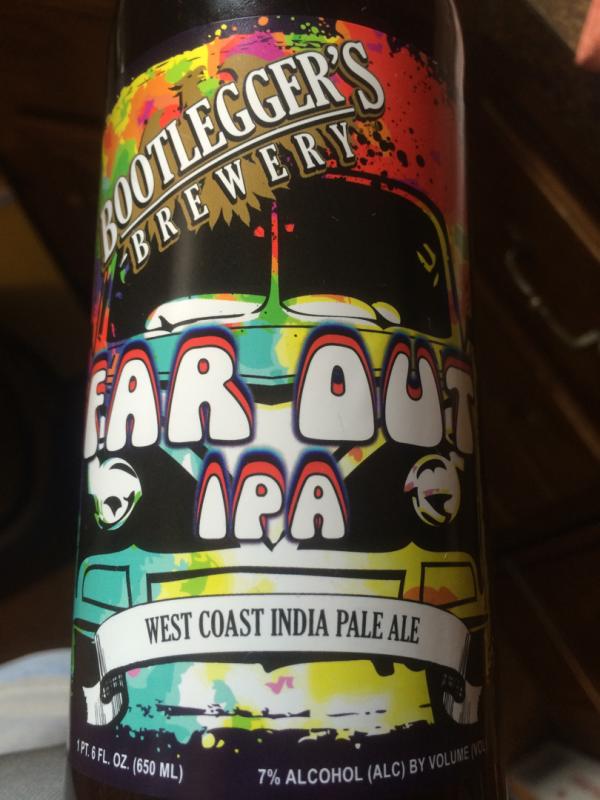 BOOTLEGGER'S
BREWERY
FAR OUT
IPA
WEST COAST INDIA PALE ALE
1 PT. 6 FL. OZ. (650 ML)
7% ALCOHOL (ALC) BY VOLUME (VOL